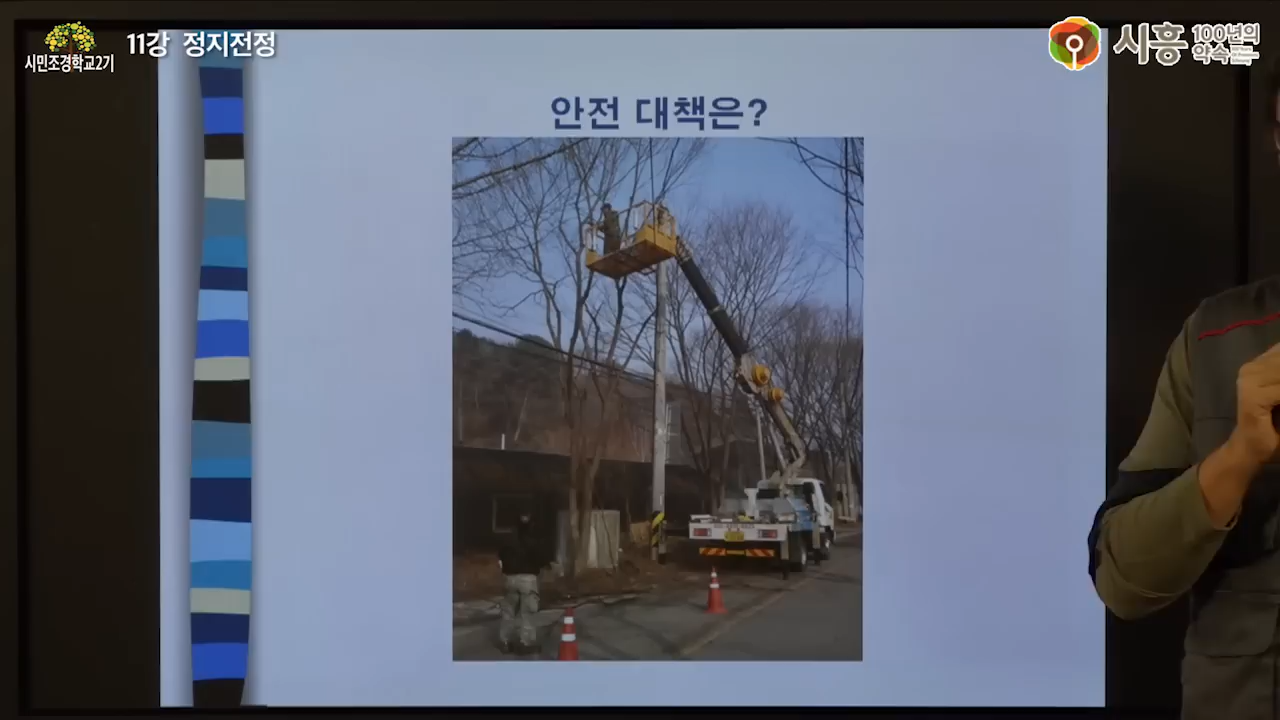 11강 정지전정
시민조경학교2기
시흥
100년의
약속
안전 대책은?